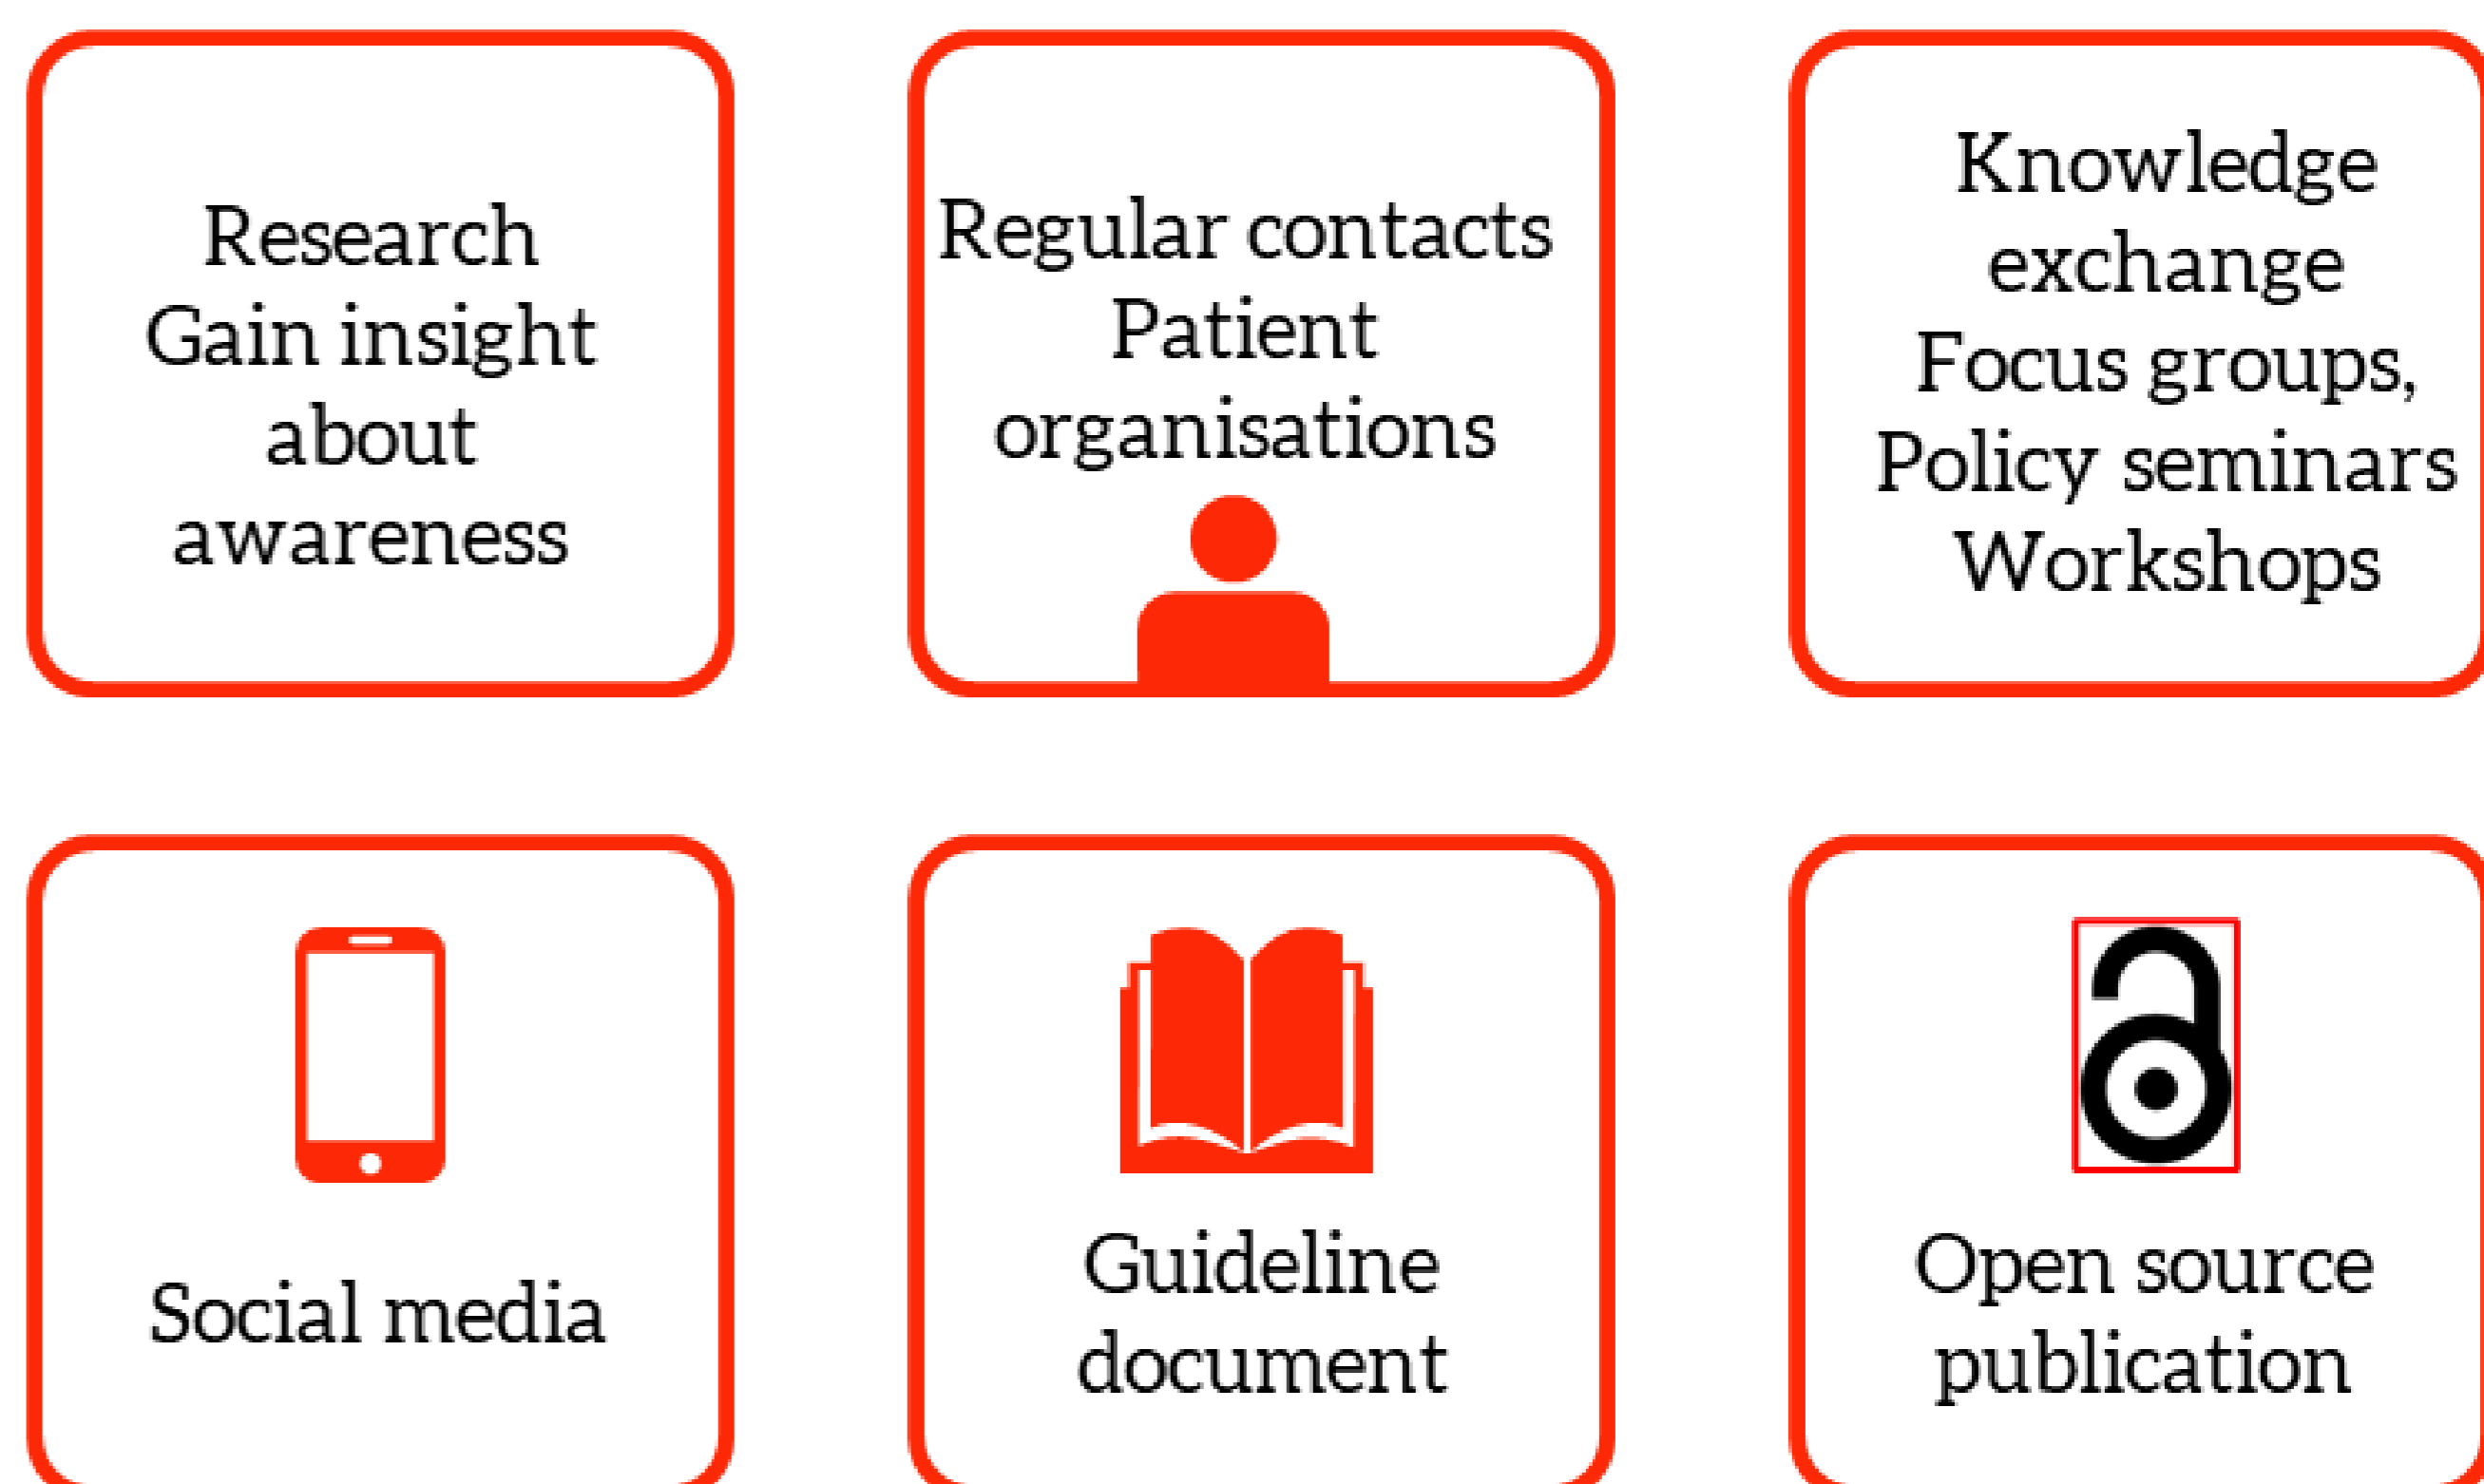 Research
Gain insight
about
awareness
Regular contacts
Patient
organisations
Knowledge
exchange
Focus groups,
Policy seminars
Workshops
Social media
Guideline
document
Open source
publication